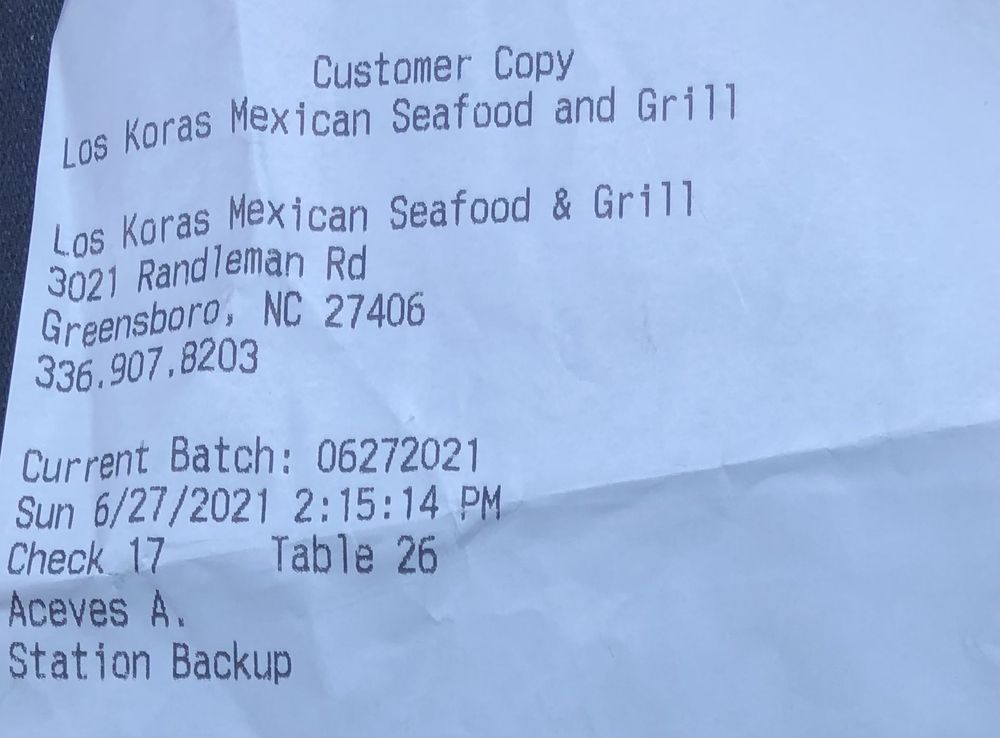 Customer Copy
Los Koras Mexican Seafood and Grill
Los Koras Mexican Seafood & Grill
3021 Randleman Rd
Greensboro, NC 27406
336.907.8203
Current Batch: 06272021
Sun 6/27/2021 2:15:14 PM
Check 17 Table 26
Aceves A.
Station Backup